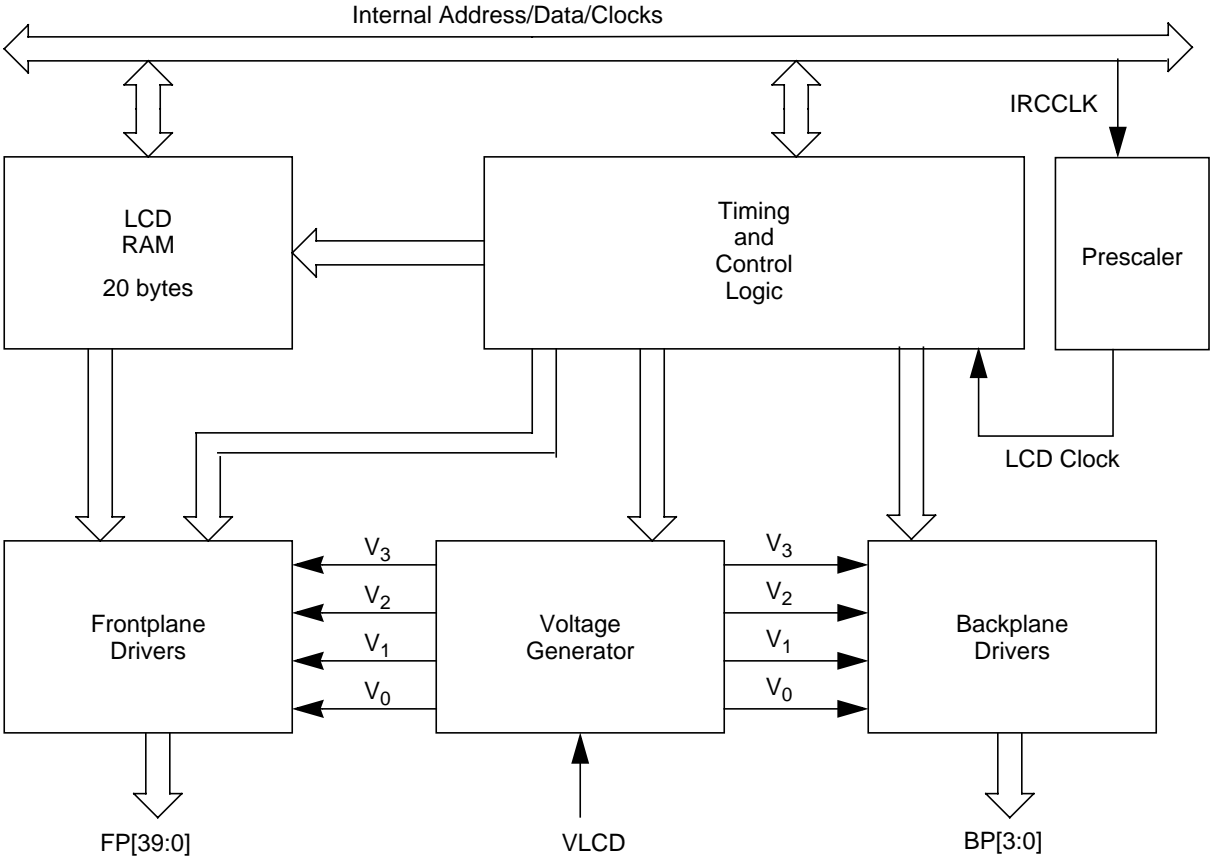 Internal Address/Data/Clocks
IRCCLK
LCD
RAM
20 bytes
Timing
and
Control
Logic
Prescaler
LCD Clock
V3
V2
V1
V0
V3
V2
V1
V0
Frontplane
Drivers
Voltage
Generator
Backplane
Drivers
FP[39:0]
VLCD
BP[3:0]